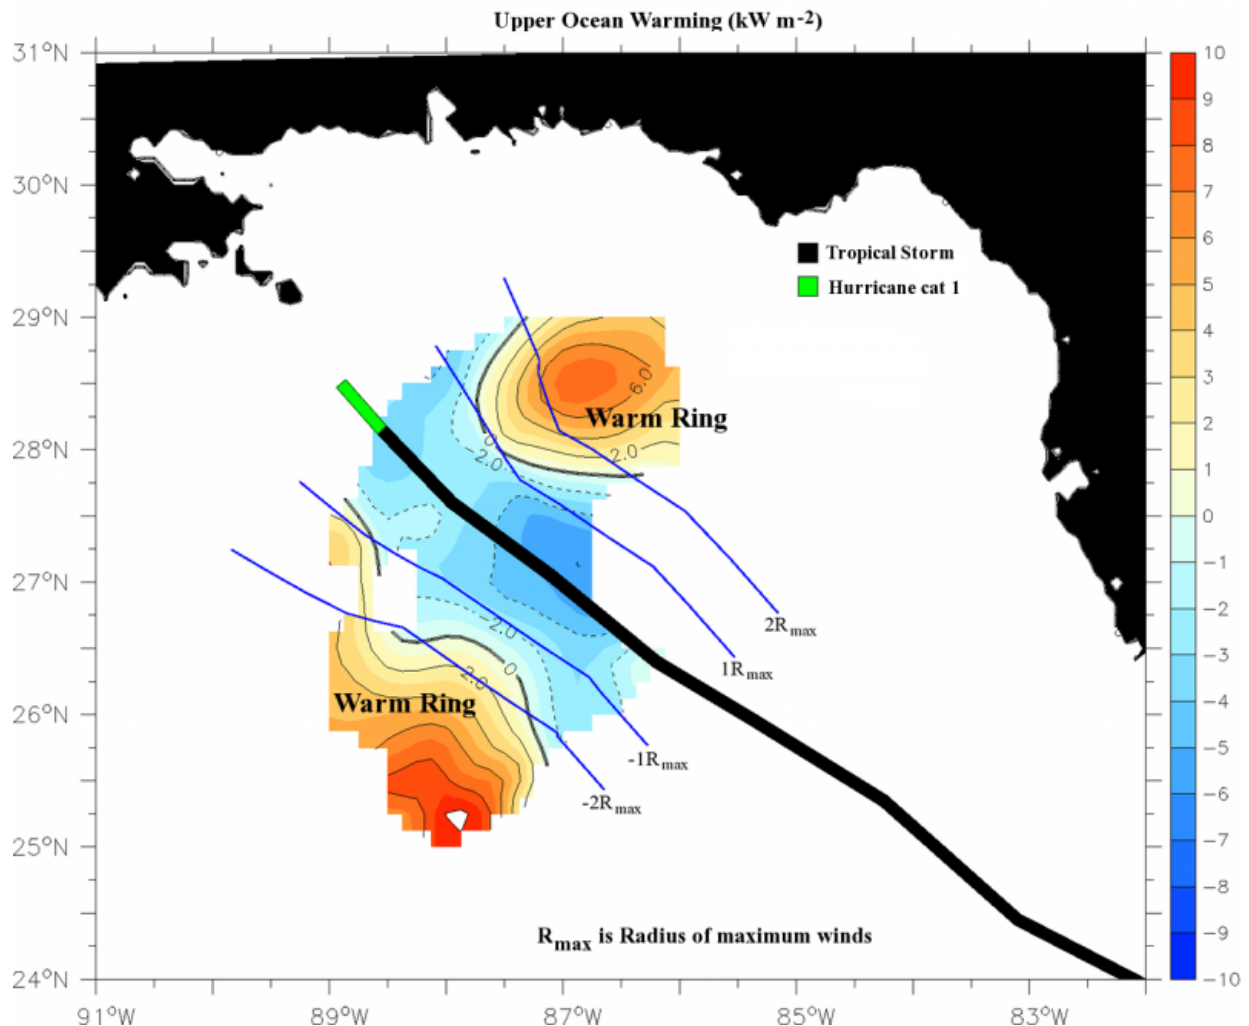 Upper Ocean Warming (kW m-2)
31°N
30°N
29°N
28°N
27°N
26°N
25°N
24°N
91°W
89°W
87°W
85°W
83°W
Tropical Storm
Hurricane cat 1
6.0
Warm Ring
2.0
0
-2.0
2Rmax
1Rmax
-2.0
0
2.0
Warm Ring
-1Rmax
-2Rmax
Rmax is Radius of maximum winds
10
9
8
7
6
5
4
3
2
1
0
-1
-2
-3
-4
-5
-6
-7
-8
-9
-10